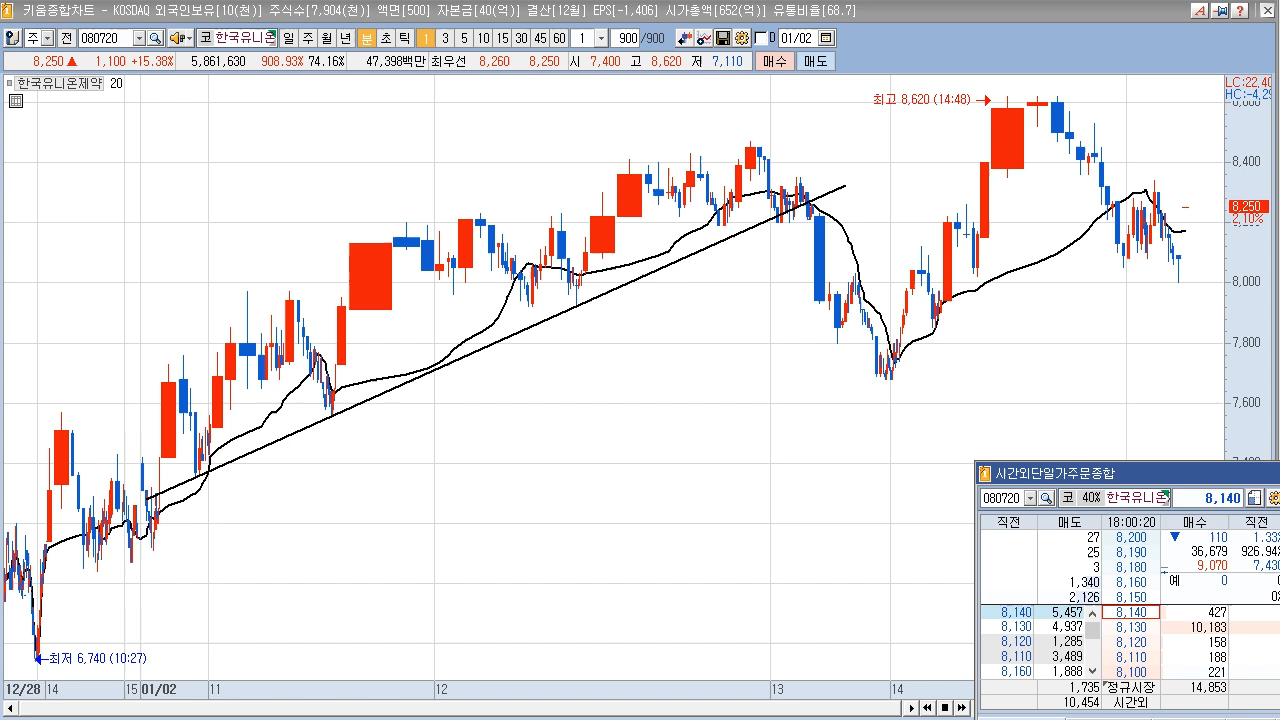 키움종합차트 - KOSDAQ 외국인보유[10(천)] 주식수[7,904(천)] 액면[500] 자본금[40(억)] 결산[12월] EPS[-1,406] 시가총액[652(억)] 유통비율[68.7]
주 전 080720 코 한국유니온 일 주 월 년 분 초 틱 1 3 5 10 15 30 45 60 1 900 /900 D 01/02
8,250 ▲ 1,100 +15.38% 5,861,630 908.93% 74.16% 47,398백만 최우선 8,260 8,250 시 7,400 고 8,620 저 7,110 매수 매도
한국유니온제약 20
LC:22,40
HC:-4,29
최고 8,620 (14:48)
8,400
8,250
2,10%
8,000
7,800
7,600
최저 6,740 (10:27)
12/28 14 15 01/02 11 12 13 14
시간외단일가주문종합
080720 코 40% 한국유니온 8,140
직전 매도 18:00:20 매수 직전
27 8,200 ▼ 110
25 8,190 36,679
3 8,180 9,070
1,340 8,160 예 0
2,126 8,150
8,140 5,457 8,140 427
8,130 4,937 8,130 10,183
8,120 1,285 8,120 158
8,110 3,489 8,110 188
8,160 1,888 8,100 221
1,735 정규시장 14,853
10,454 시간외